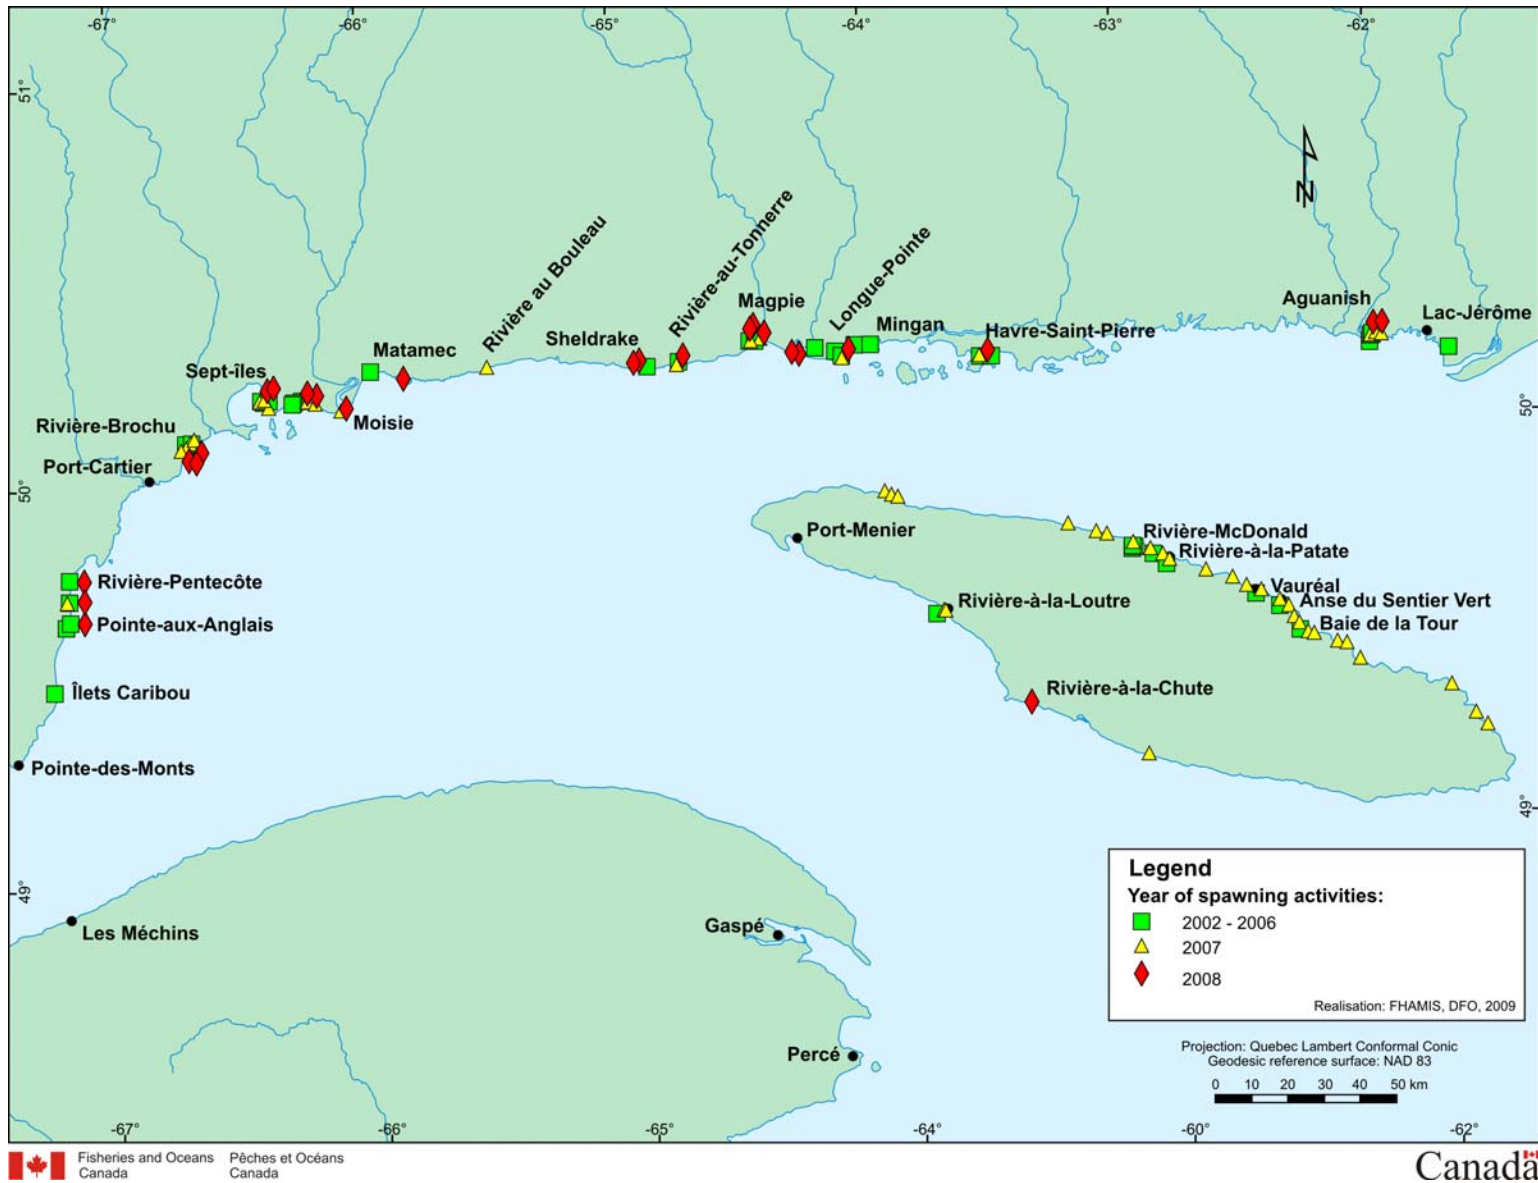 -67°
-66°
-65°
-64°
-63°
-62°
51°
N
Rivière au Bouleau
Rivière-au-Tonnerre
Longue-Pointe
Magpie
Aguanish
Lac-Jérôme
Mingan
Havre-Saint-Pierre
Sheldrake
Matamec
Sept-îles
Moisie
Rivière-Brochu
Port-Cartier
50°
50°
Port-Menier
Rivière-McDonald
Rivière-à-la-Patate
Rivière-Pentecôte
Vauréal
Rivière-à-la-Loutre
Anse du Sentier Vert
Pointe-aux-Anglais
Baie de la Tour
Îlets Caribou
Rivière-à-la-Chute
Pointe-des-Monts
49°
49°
Les Méchins
Gaspé
Percé
Legend
Year of spawning activities:
2002 - 2006
2007
2008
Realisation: FHAMIS, DFO, 2009
Projection: Quebec Lambert Conformal Conic
Geodesic reference surface: NAD 83
0 10 20 30 40 50 km
-67°
-66°
-65°
-64°
-60°
-62°
Fisheries and Oceans
Canada
Pêches et Océans
Canada
Canada